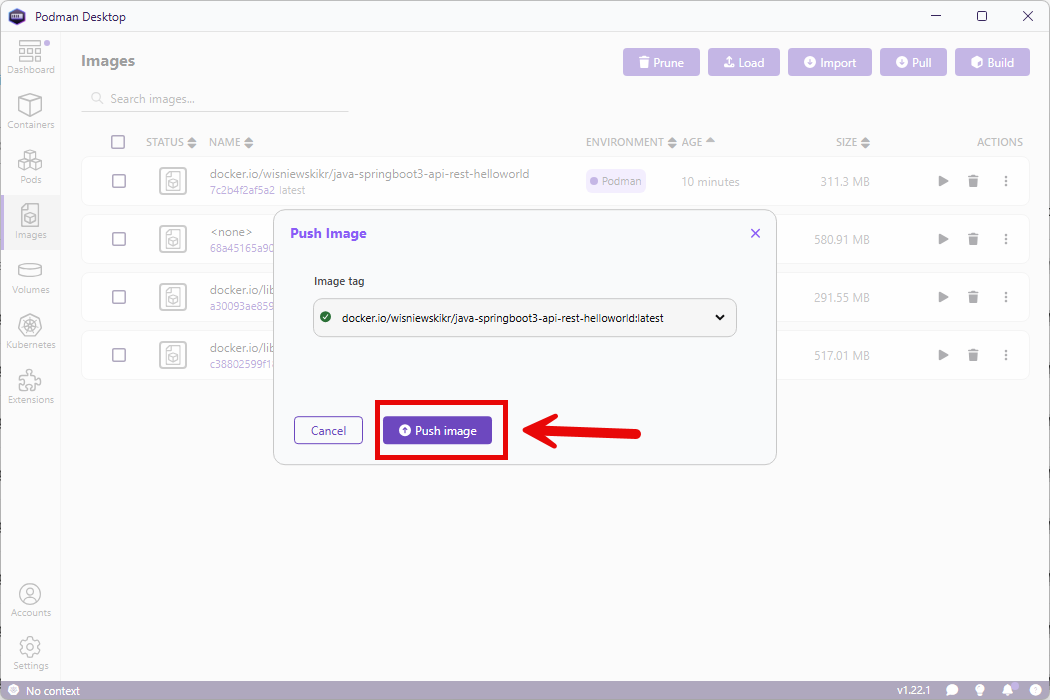 Podman Desktop
Dashboard
Containers
Pods
Images
Volumes
Kubernetes
Extensions
Accounts
Settings
Images
Prune
Load
Import
Pull
Build
Search images...
STATUS NAME ENVIRONMENT AGE SIZE ACTIONS
docker.io/wisniewskikr/java-springboot3-api-rest-helloworld
7c2b4f2af5a2 latest
Podman
10 minutes
311.3 MB
<none>
68a45165a90
580.91 MB
docker.io/lib
a30093ae859
291.55 MB
docker.io/lib
c38802599f1
517.01 MB
Push Image
Image tag
docker.io/wisniewskikr/java-springboot3-api-rest-helloworld:latest
Cancel
Push image
No context
v1.22.1